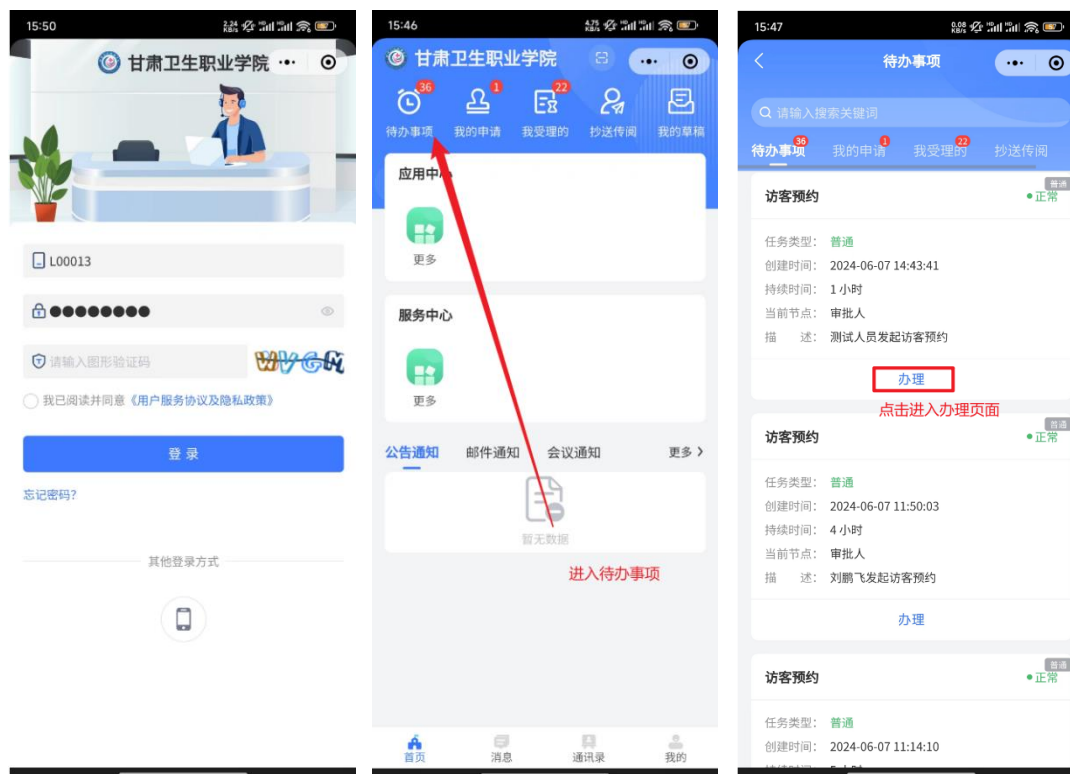 15:50
2.24 KB/s
甘肃卫生职业学院
L00013
请输入图形验证码
WVGM
我已阅读并同意《用户服务协议及隐私政策》
登 录
忘记密码?
其他登录方式
15:46
4.75 KB/s
甘肃卫生职业学院
36
1
22
待办事项 我的申请 我受理的 抄送传阅 我的草稿
应用中心
更多
服务中心
更多
公告通知 邮件通知 会议通知 更多
暂无数据
进入待办事项
首页 消息 通讯录 我的
15:47
0.08 KB/s
待办事项
请输入搜索关键词
待办事项 36 我的申请 1 我受理的 22 抄送传阅
普通
访客预约 正常
任务类型: 普通
创建时间: 2024-06-07 14:43:41
持续时间: 1 小时
当前节点: 审批人
描 述: 测试人员发起访客预约
办理
点击进入办理页面
普通
访客预约 正常
任务类型: 普通
创建时间: 2024-06-07 11:50:03
持续时间: 4 小时
当前节点: 审批人
描 述: 刘鹏飞发起访客预约
办理
普通
访客预约 正常
任务类型: 普通
创建时间: 2024-06-07 11:14:10